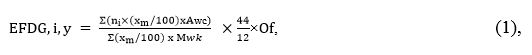 EFDG, i, y = Σ(nᵢ×(xₘ/100)xAwc) / Σ(xₘ/100) x Mwk × 44/12 ×Of, (1),